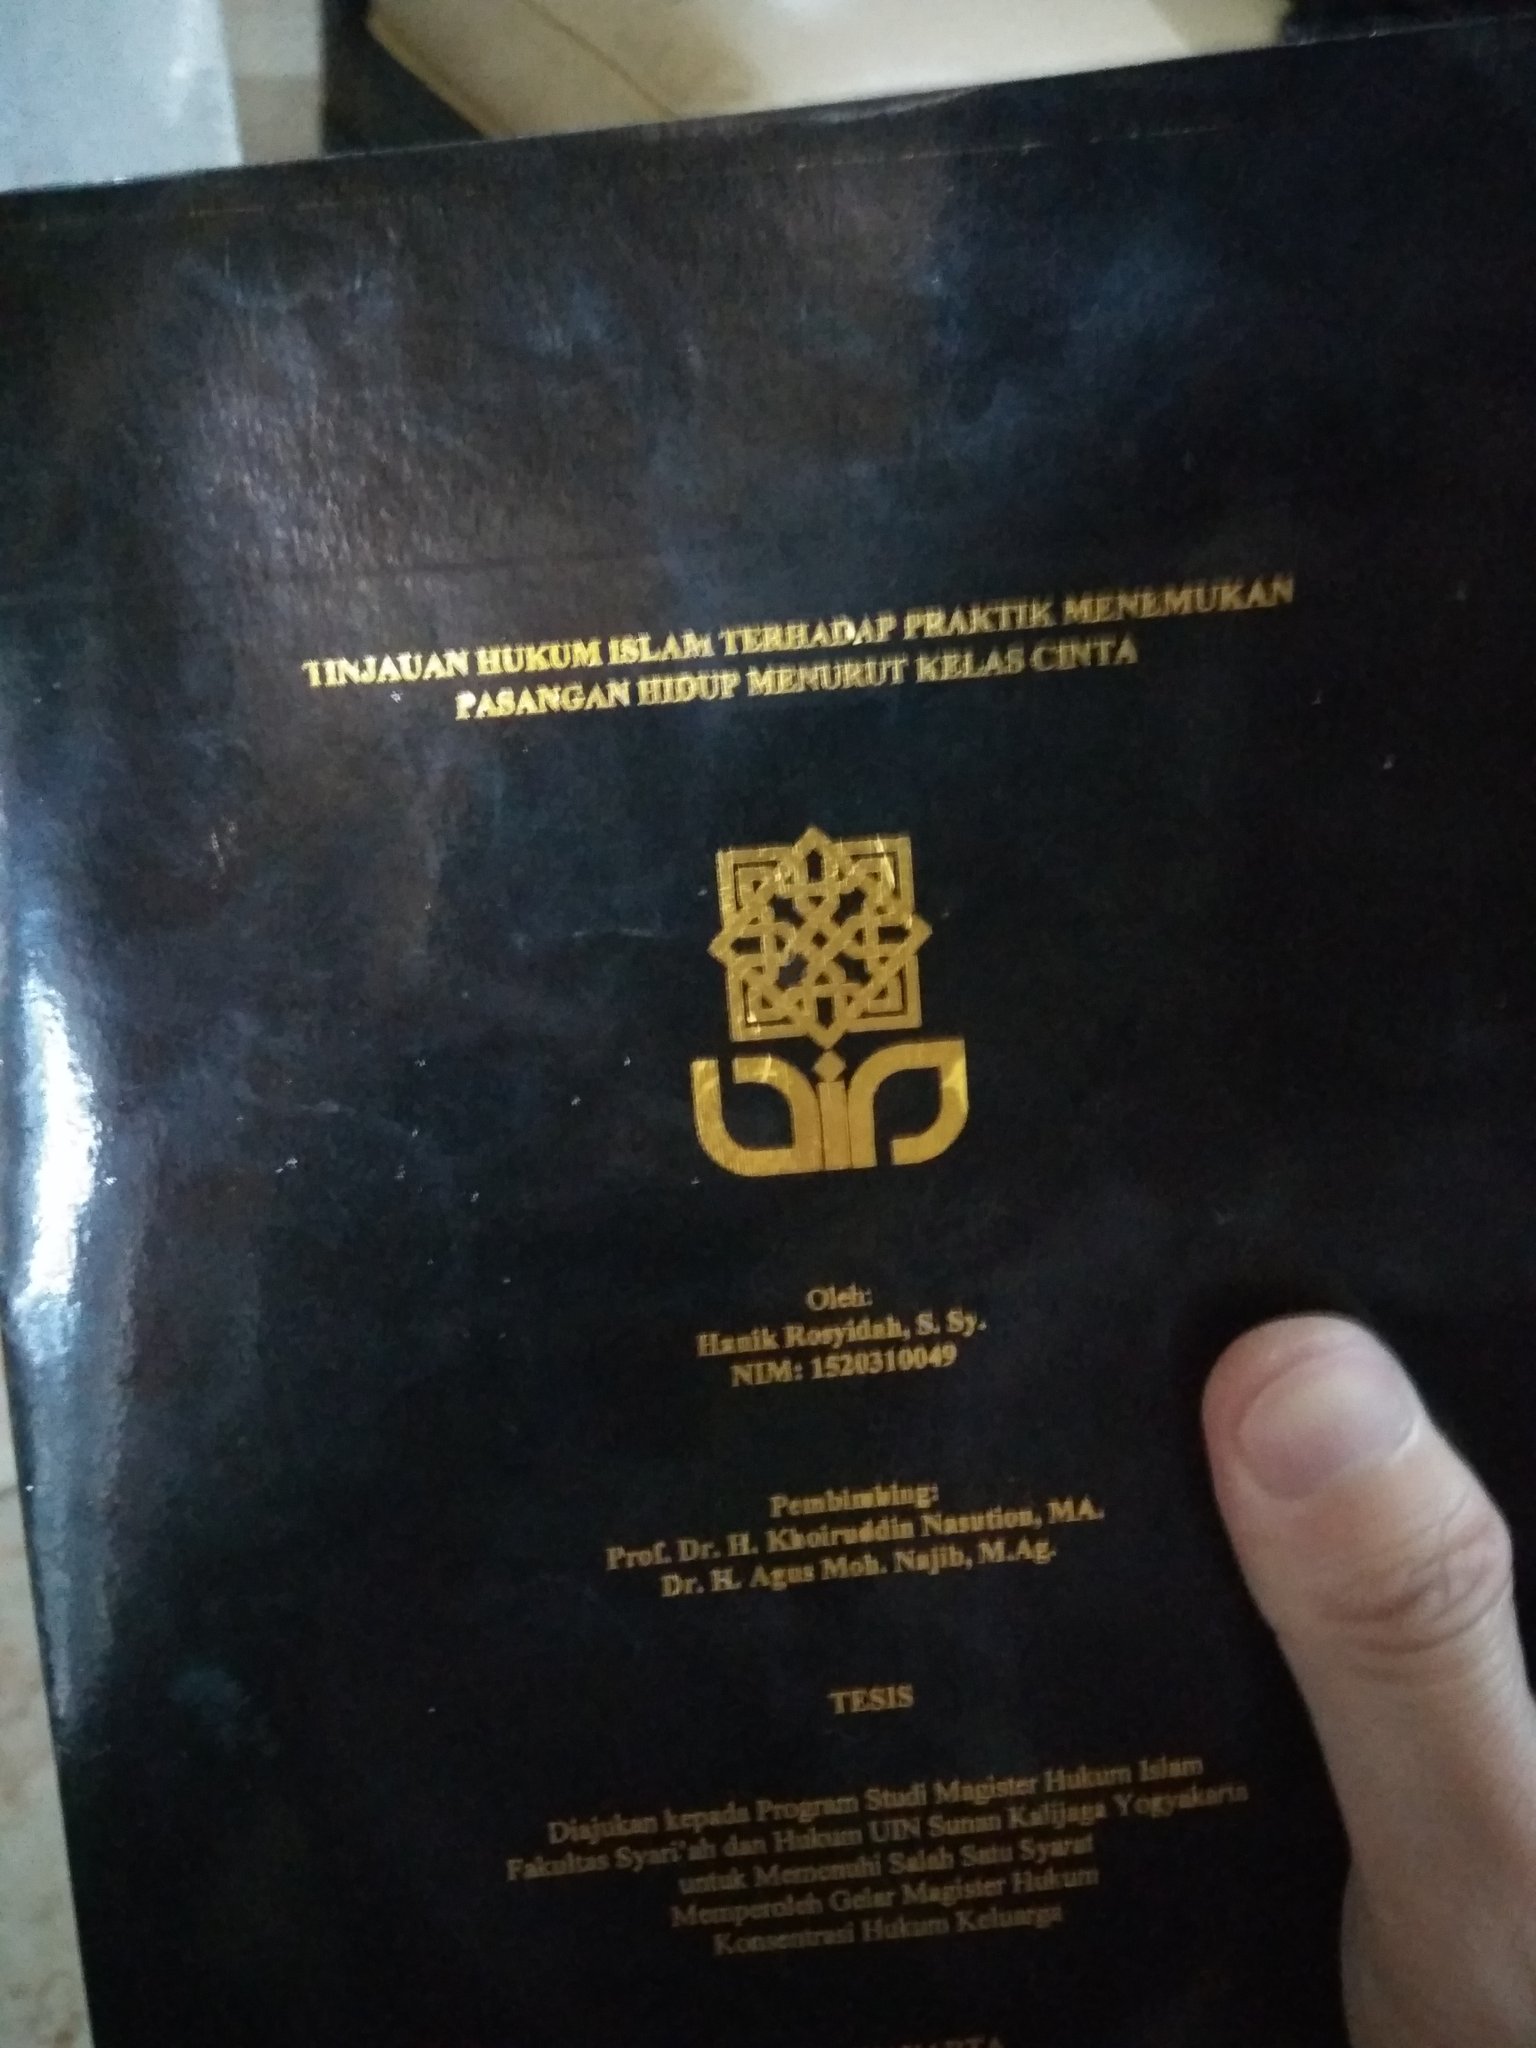 TINJAUAN HUKUM ISLAM TERHADAP PRAKTIK MENEMUKAN
PASANGAN HIDUP MENURUT KELAS CINTA
uin
Oleh:
Hanik Rosyidah, S. Sy.
NIM: 1520310049
Pembimbing:
Prof. Dr. H. Khoiruddin Nasution, MA.
Dr. H. Agus Moh. Najib, M.Ag.
TESIS
Diajukan kepada Program Studi Magister Hukum Islam
Fakultas Syari'ah dan Hukum UIN Sunan Kalijaga Yogyakarta
untuk Memenuhi Salah Satu Syarat
Memperoleh Gelar Magister Hukum
Konsentrasi Hukum Keluarga